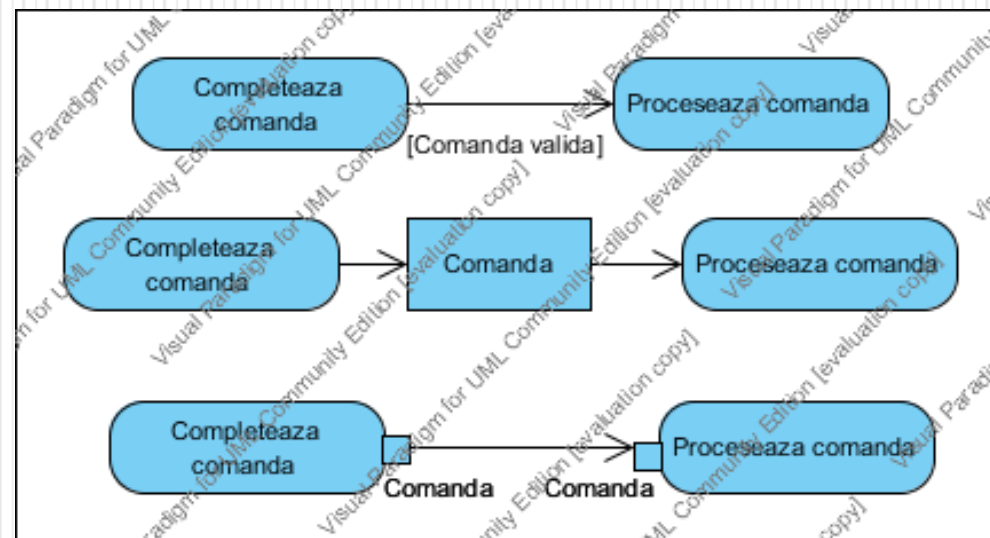 Completeaza
comanda
Proceseaza comanda
[Comanda valida]
Completeaza
comanda
Comanda
Proceseaza comanda
Completeaza
comanda
Proceseaza comanda
Comanda
Comanda
Visual Paradigm for UML Community Edition [evaluation copy]